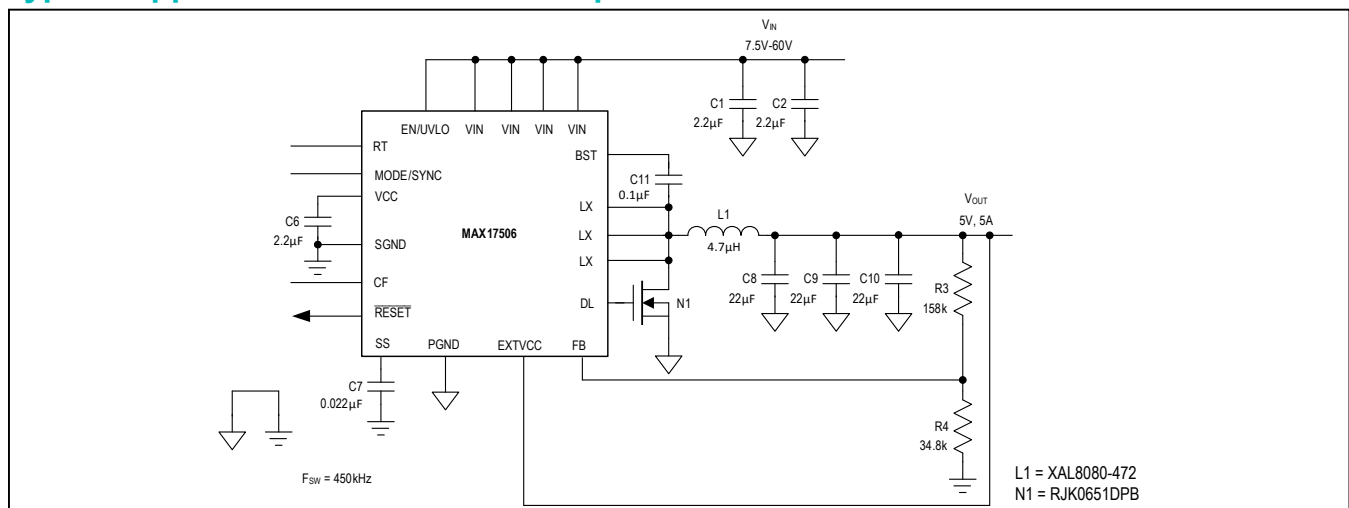 V_IN
7.5V-60V
C1
2.2µF
C2
2.2µF
EN/UVLO VIN VIN VIN VIN
RT
BST
MODE/SYNC
C11
0.1µF
VCC
LX
V_OUT
5V, 5A
C6
2.2µF
MAX17506
LX
L1
4.7µH
SGND
LX
C8
22µF
C9
22µF
C10
22µF
R3
158k
CF
DL
N1
RESET
SS PGND EXTVCC FB
C7
0.022µF
R4
34.8k
F_SW = 450kHz
L1 = XAL8080-472
N1 = RJK0651DPB